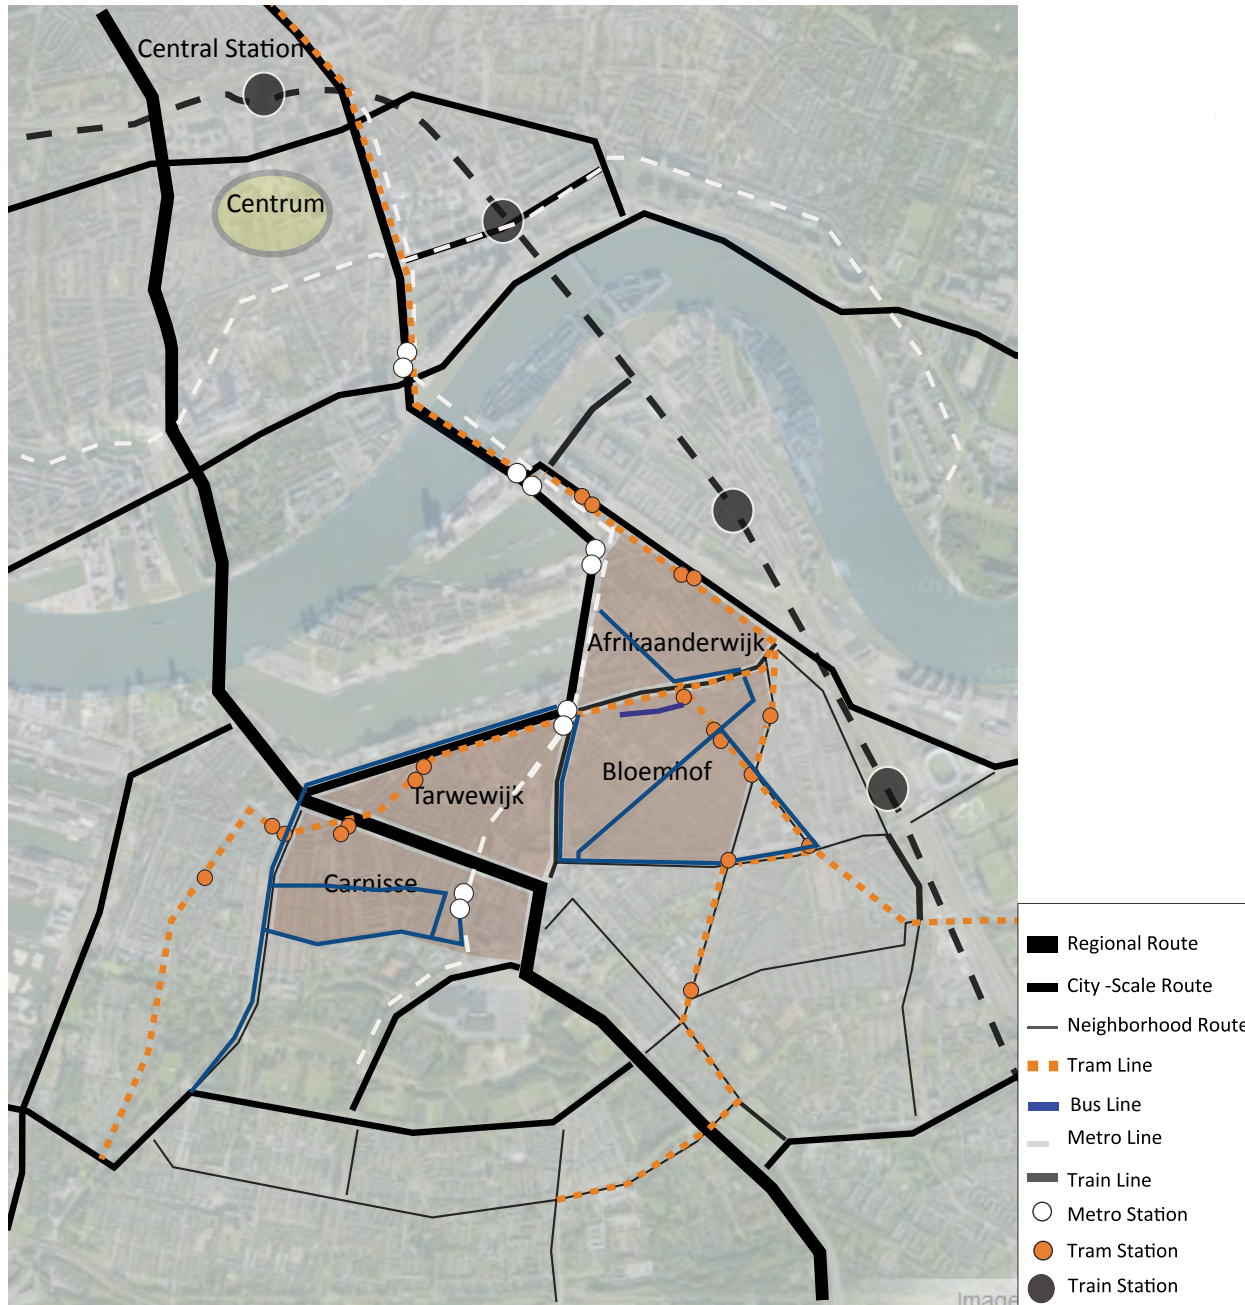 Central Station
Centrum
Afrikaanderwijk
Bloemhof
Tarwewijk
Carnisse
Regional Route
City -Scale Route
Neighborhood Route
Tram Line
Bus Line
Metro Line
Train Line
Metro Station
Tram Station
Train Station
Image